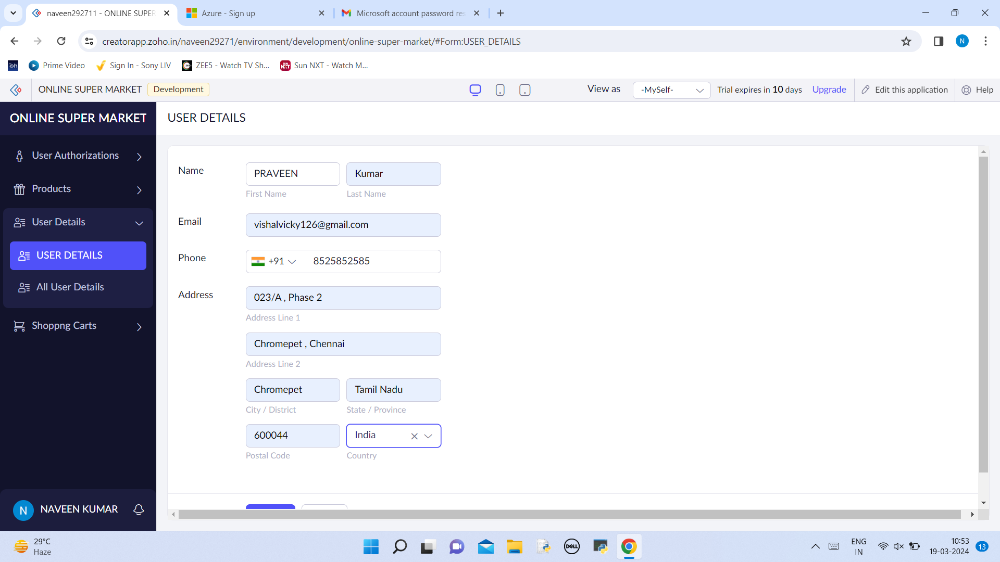 naveen292711 - ONLINE SUPER
Azure - Sign up
Microsoft account password res
creatorapp.zoho.in/naveen29271/environment/development/online-super-market/#Form:USER_DETAILS
N
Dh
Prime Video
Sign In - Sony LIV
ZEE5 - Watch TV Sh...
SUN NXT
Sun NXT - Watch M...
ONLINE SUPER MARKET
Development
View as
-MySelf-
Trial expires in 10 days
Upgrade
Edit this application
Help
ONLINE SUPER MARKET
USER DETAILS
User Authorizations
Products
User Details
USER DETAILS
All User Details
Shoppng Carts
Name
PRAVEEN
Kumar
First Name
Last Name
Email
vishalvicky126@gmail.com
Phone
+91
8525852585
Address
023/A , Phase 2
Address Line 1
Chromepet , Chennai
Address Line 2
Chromepet
Tamil Nadu
City / District
State / Province
600044
India
Postal Code
Country
N
NAVEEN KUMAR
29°C
Haze
DELL
ENG
IN
10:53
19-03-2024
13